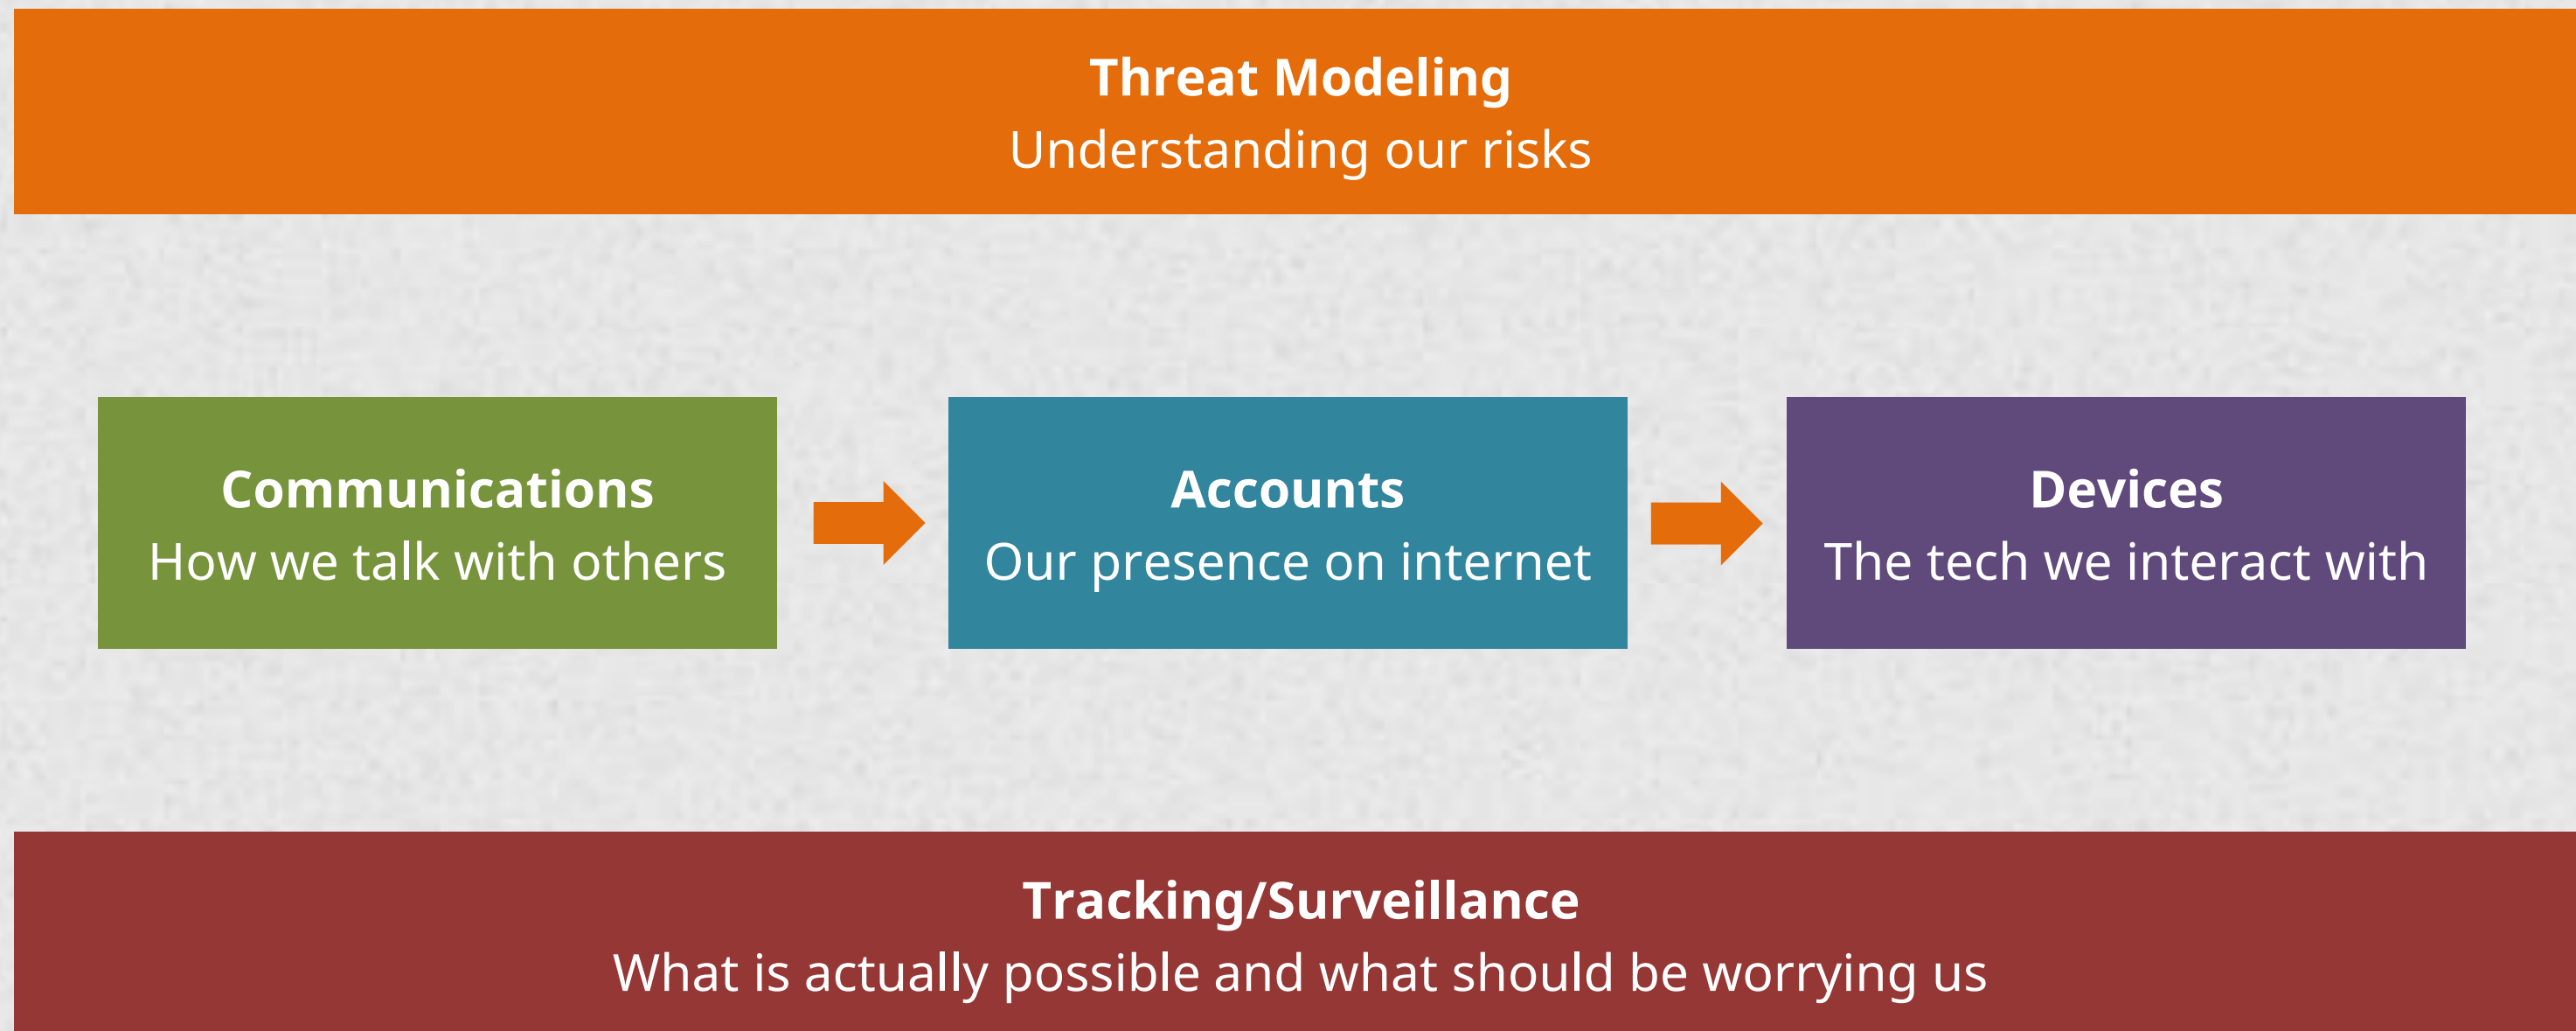 Threat Modeling
Understanding our risks
Communications
How we talk with others
Accounts
Our presence on internet
Devices
The tech we interact with
Tracking/Surveillance
What is actually possible and what should be worrying us